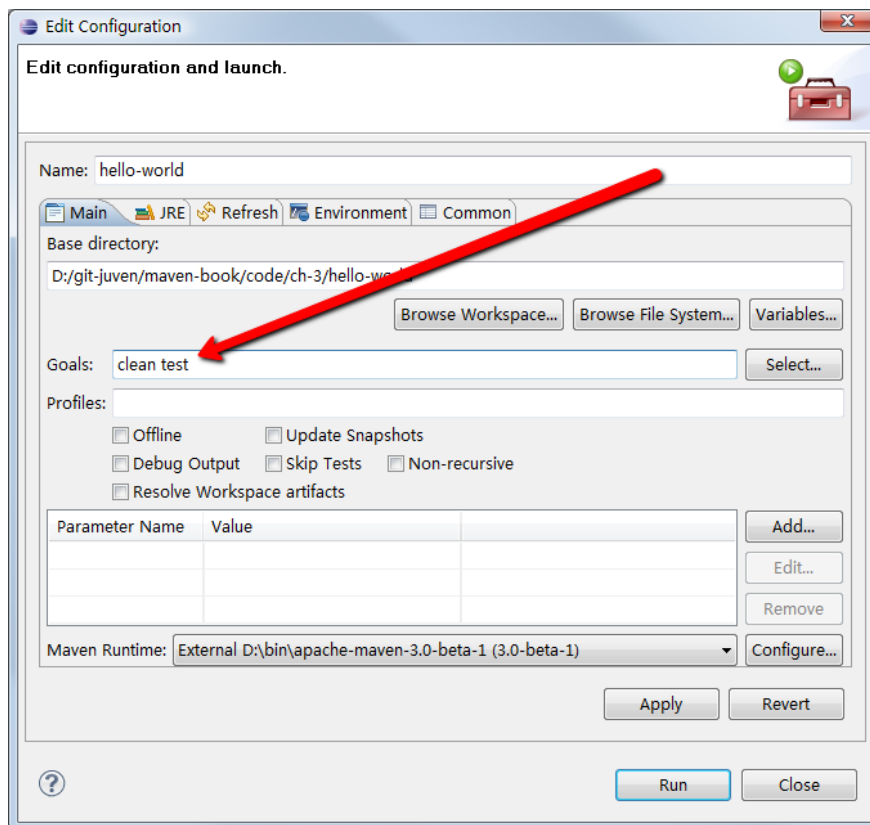 Edit Configuration
Edit configuration and launch.
Name: hello-world
Main JRE Refresh Environment Common
Base directory:
D:/git-juven/maven-book/code/ch-3/hello-world
Browse Workspace... Browse File System... Variables...
Goals: clean test Select...
Profiles:
Offline Update Snapshots
Debug Output Skip Tests Non-recursive
Resolve Workspace artifacts
Parameter Name Value Add...
Edit...
Remove
Maven Runtime: External D:\bin\apache-maven-3.0-beta-1 (3.0-beta-1) Configure...
Apply Revert
? Run Close